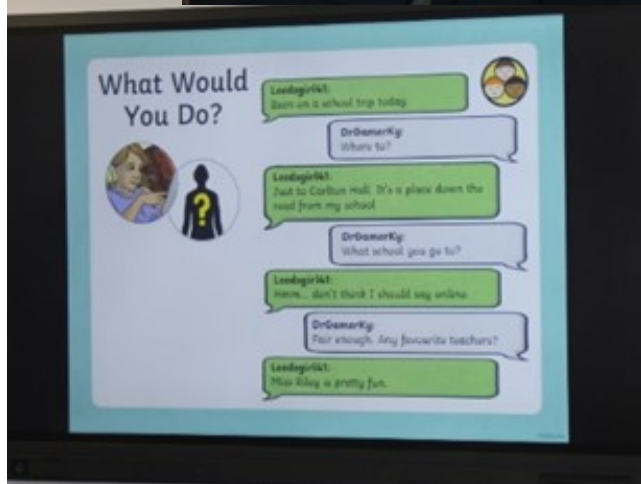 What Would
You Do?
Leedsgirl41:
Been on a school trip today.
DrGamerKy:
Where to?
Leedsgirl41:
Just to Carlton Hall. It's a place down the
road from my school
DrGamerKy:
What school you go to?
Leedsgirl41:
Hmm... don't think I should say online.
DrGamerKy:
Fair enough. Any favourite teachers?
Leedsgirl41:
Miss Riley is pretty fun.
?